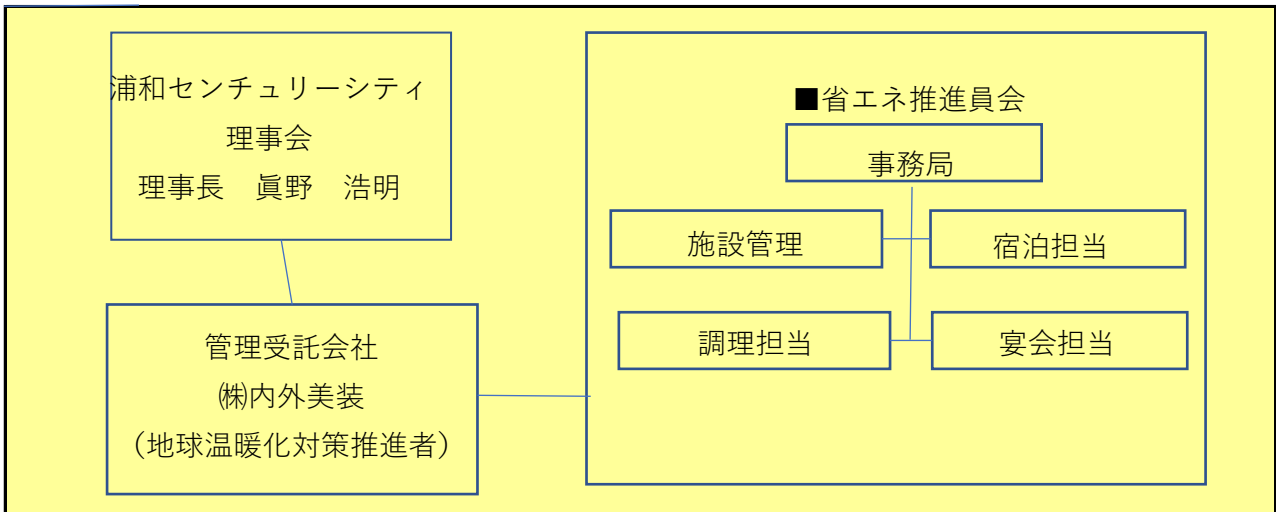 浦和センチュリーシティ
理事会
理事長　眞野　浩明
管理受託会社
㈱内外美装
（地球温暖化対策推進者）
■省エネ推進員会
事務局
施設管理
宿泊担当
調理担当
宴会担当